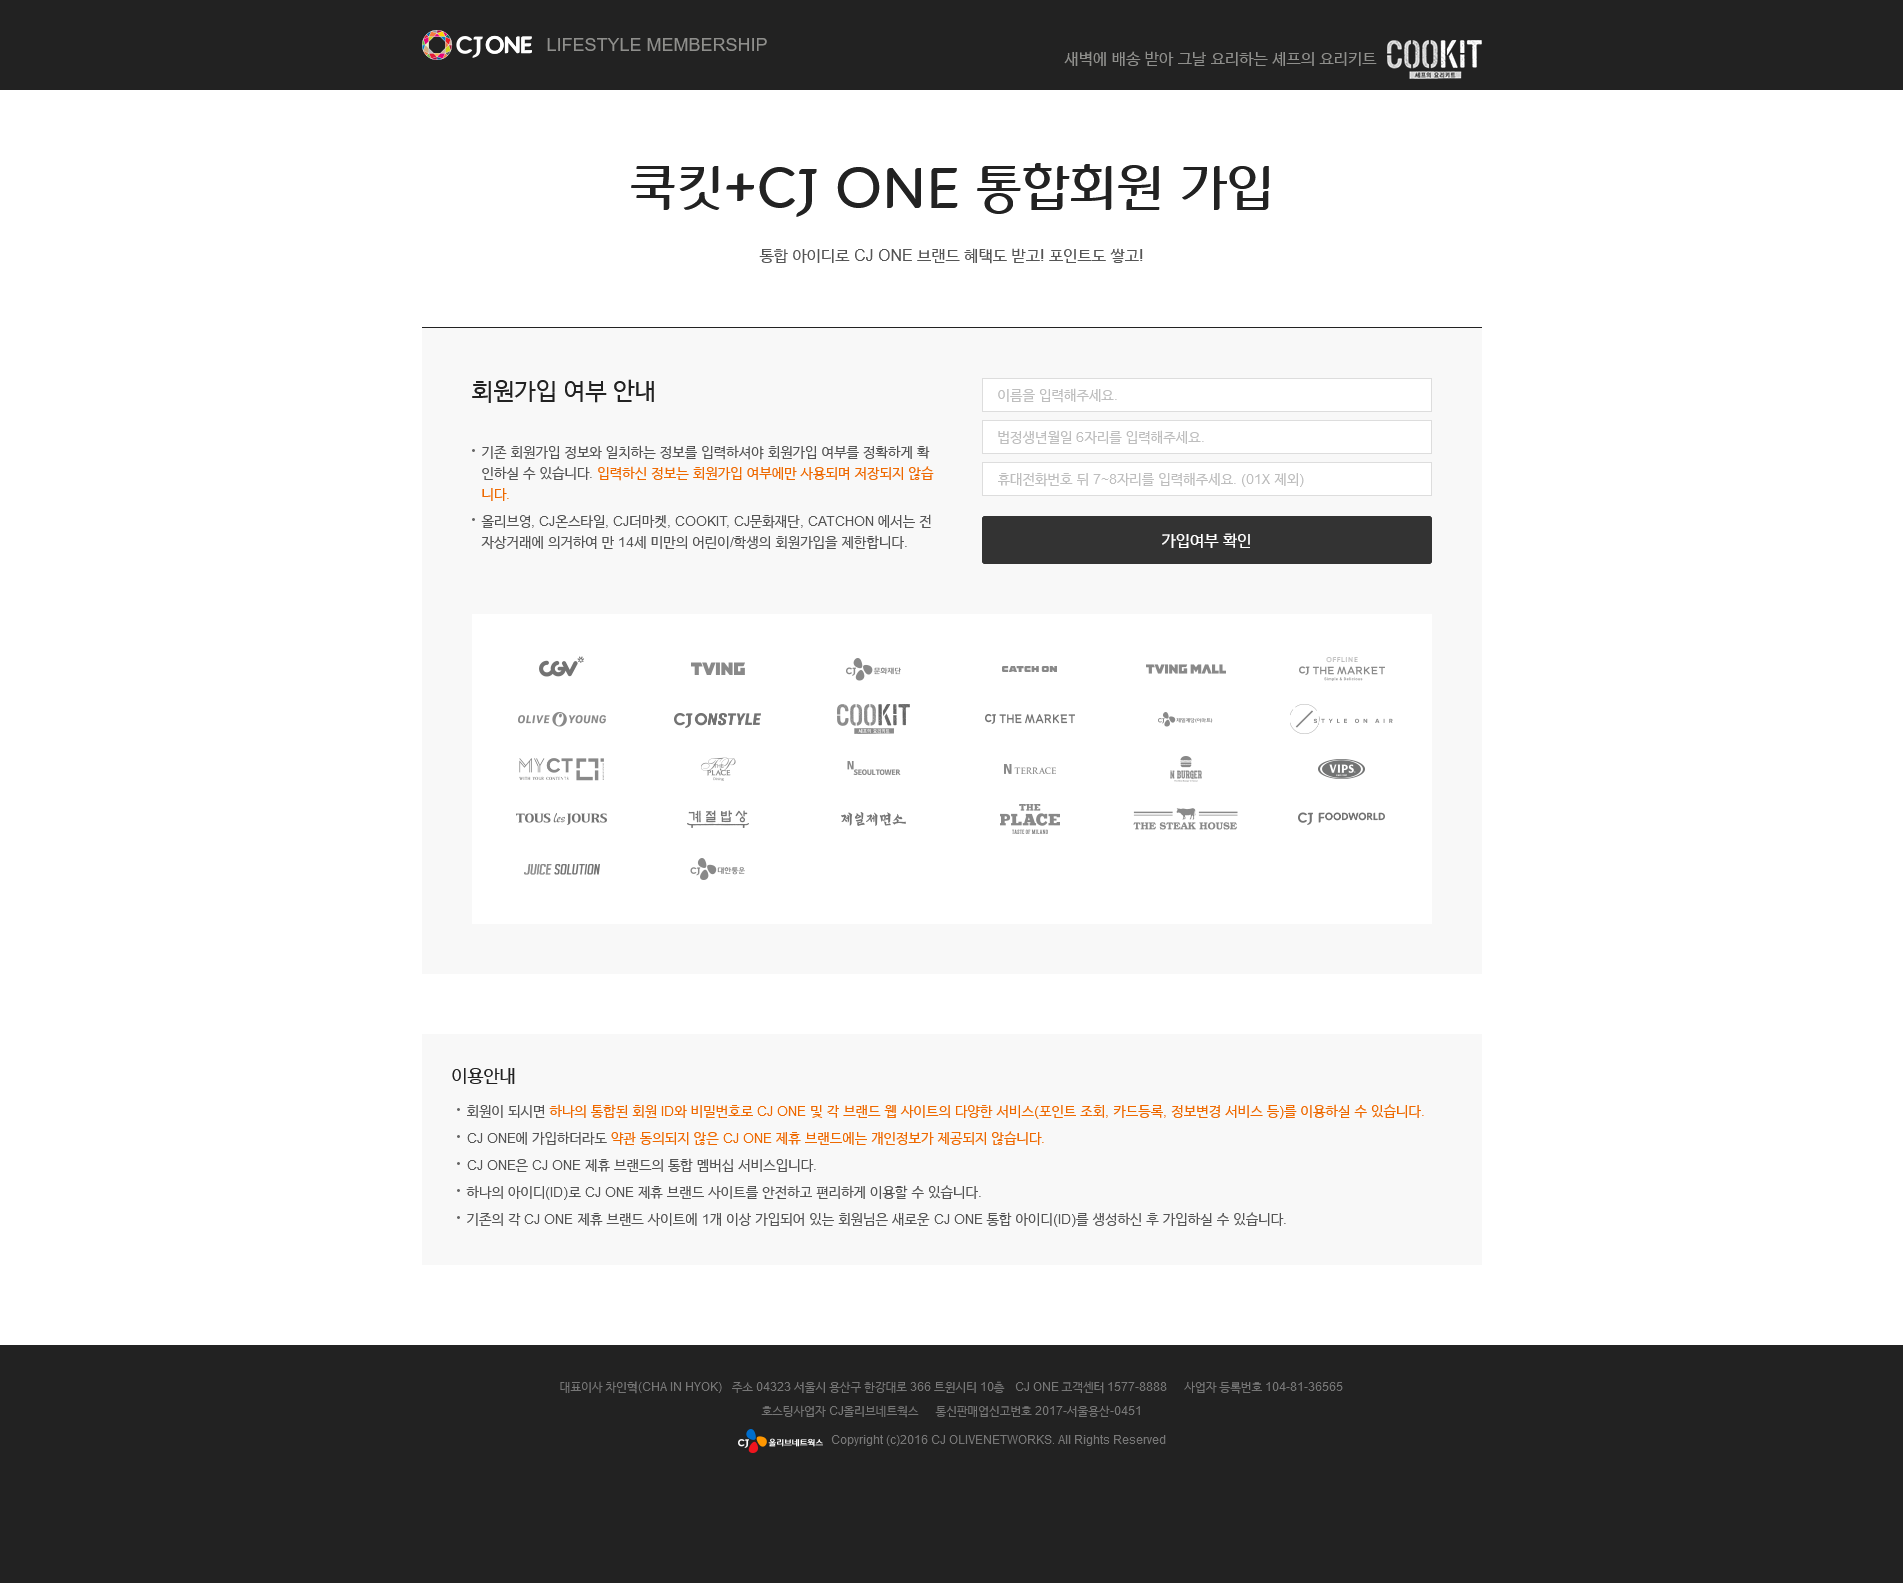 CJ ONE LIFESTYLE MEMBERSHIP
새벽에 배송 받아 그날 요리하는 셰프의 요리키트 COOKIT
셰프의 요리키트
쿡킷+CJ ONE 통합회원 가입
통합 아이디로 CJ ONE 브랜드 혜택도 받고! 포인트도 쌓고!
회원가입 여부 안내
기존 회원가입 정보와 일치하는 정보를 입력하셔야 회원가입 여부를 정확하게 확
인하실 수 있습니다. 입력하신 정보는 회원가입 여부에만 사용되며 저장되지 않습
니다.
올리브영, CJ온스타일, CJ더마켓, COOKIT, CJ문화재단, CATCHON 에서는 전
자상거래에 의거하여 만 14세 미만의 어린이/학생의 회원가입을 제한합니다.
이름을 입력해주세요.
법정생년월일 6자리를 입력해주세요.
휴대전화번호 뒤 7~8자리를 입력해주세요. (01X 제외)
가입여부 확인
CGV TVING CJ 문화재단 CATCH ON TVING MALL OFFLINE CJ THE MARKET
OLIVE YOUNG CJ ONSTYLE COOKIT CJ THE MARKET CJ STYLE ON AIR
MY CT The PLACE dining N SEOULTOWER N TERRACE N BURGER VIPS
TOUS les JOURS 계절밥상 제일제면소 THE PLACE TASTE OF MILANO THE STEAK HOUSE CJ FOODWORLD
JUICE SOLUTION CJ 대한통운
이용안내
회원이 되시면 하나의 통합된 회원 ID와 비밀번호로 CJ ONE 및 각 브랜드 웹 사이트의 다양한 서비스(포인트 조회, 카드등록, 정보변경 서비스 등)를 이용하실 수 있습니다.
CJ ONE에 가입하더라도 약관 동의되지 않은 CJ ONE 제휴 브랜드에는 개인정보가 제공되지 않습니다.
CJ ONE은 CJ ONE 제휴 브랜드의 통합 멤버십 서비스입니다.
하나의 아이디(ID)로 CJ ONE 제휴 브랜드 사이트를 안전하고 편리하게 이용할 수 있습니다.
기존의 각 CJ ONE 제휴 브랜드 사이트에 1개 이상 가입되어 있는 회원님은 새로운 CJ ONE 통합 아이디(ID)를 생성하신 후 가입하실 수 있습니다.
대표이사 차인혁(CHA IN HYOK) 주소 04323 서울시 용산구 한강대로 366 트윈시티 10층 CJ ONE 고객센터 1577-8888 사업자 등록번호 104-81-36565
호스팅사업자 CJ올리브네트웍스 통신판매업신고번호 2017-서울용산-0451
CJ 올리브네트웍스 Copyright (c)2016 CJ OLIVENETWORKS. All Rights Reserved